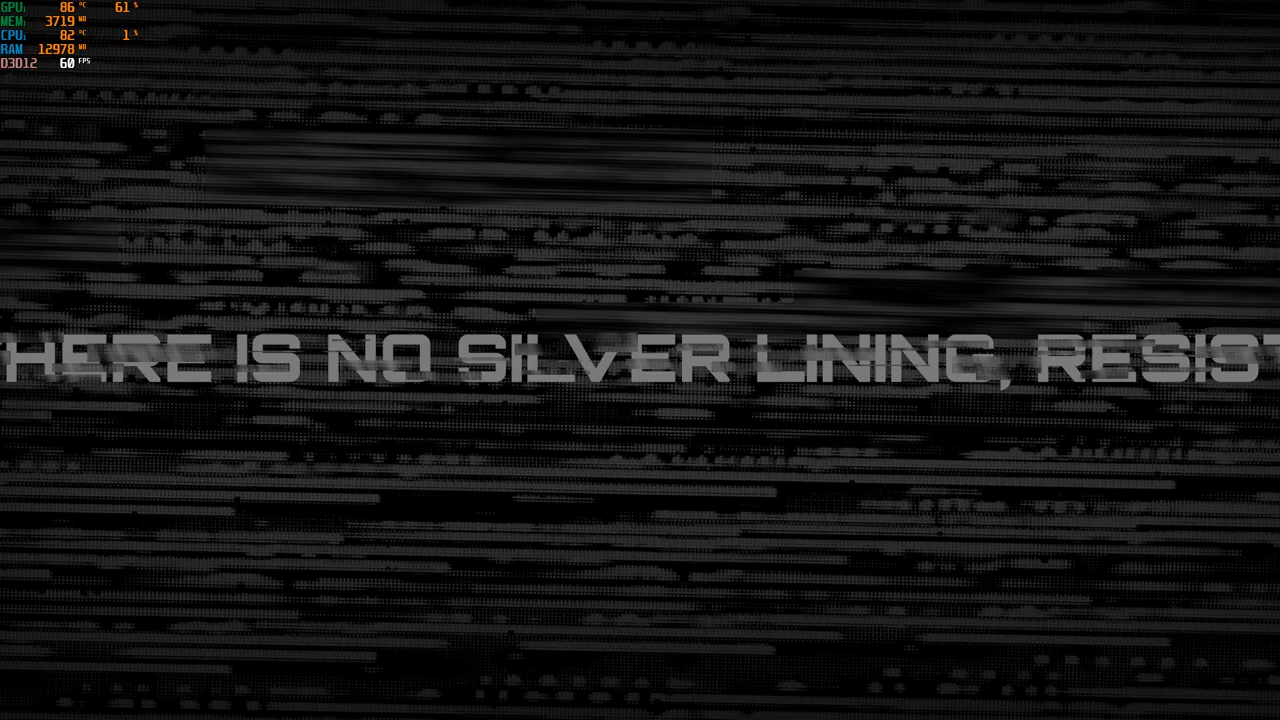 GPU 86 °C 61 %
MEM 3719 MB
CPU 82 °C 1 %
RAM 12978 MB
D3D12 60 FPS
HERE IS NO SILVER LINING, RESIST